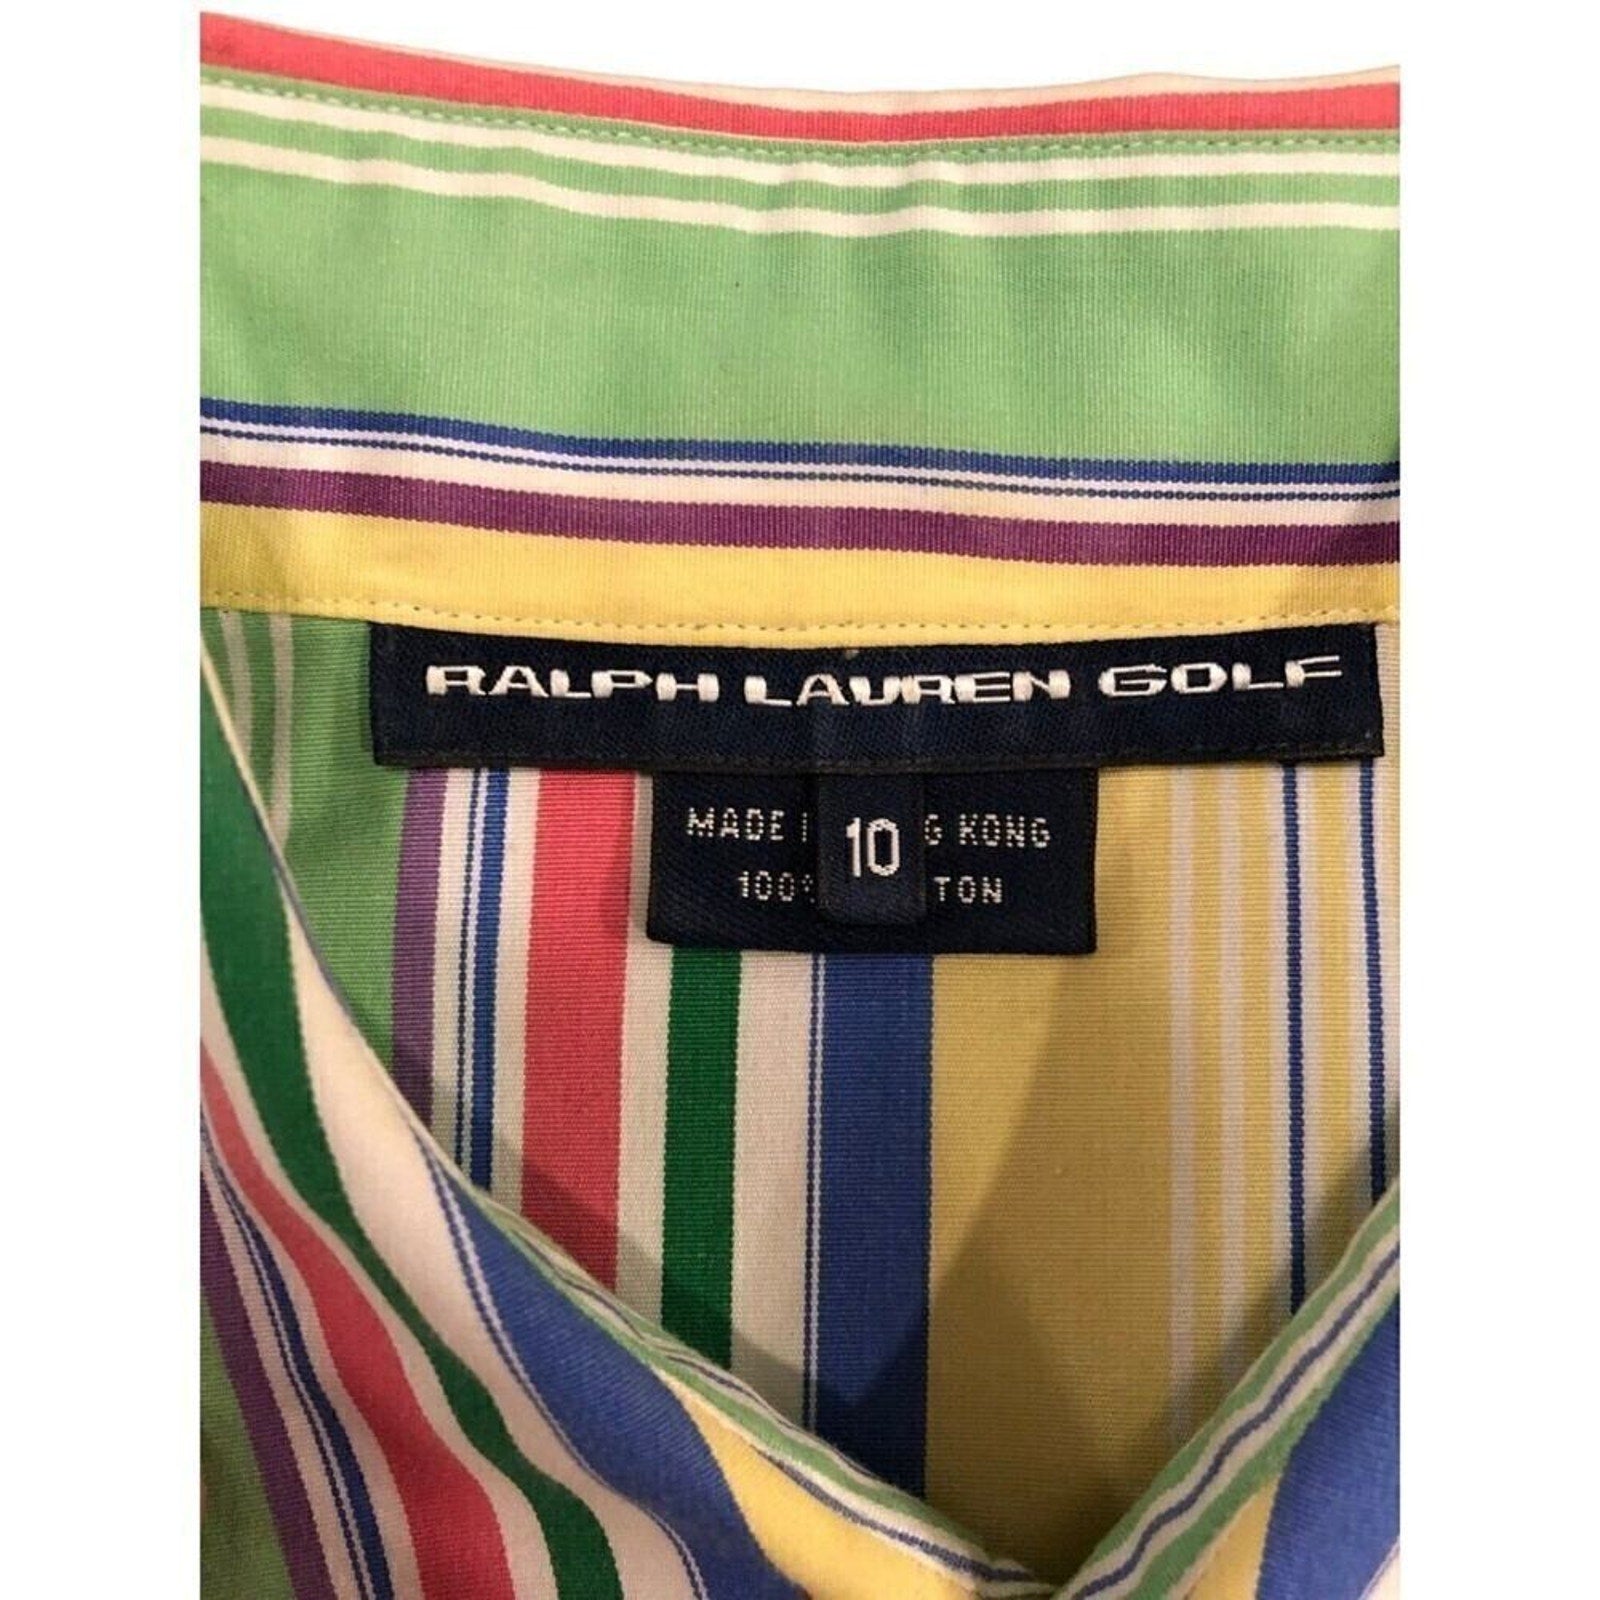 RALPH LAUREN GOLF
MADE I G KONG
10
100% TON